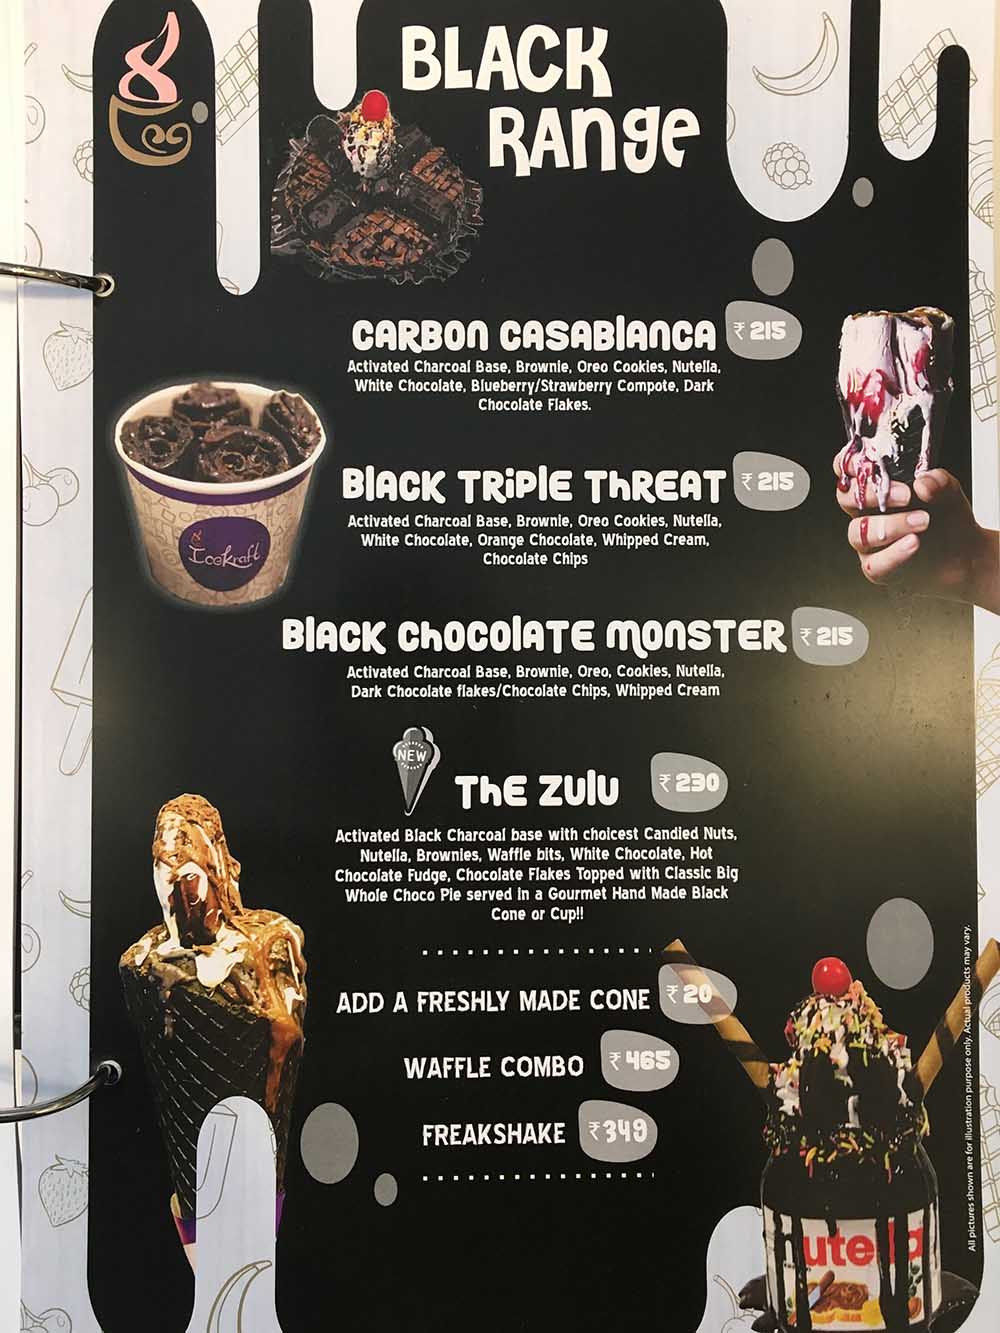 BLACK
RANge
CARBON CASABlANCA ₹ 215
Activated Charcoal Base, Brownie, Oreo Cookies, Nutella,
White Chocolate, Blueberry/Strawberry Compote, Dark
Chocolate Flakes.
BlACK TRiPlE ThREAT ₹ 215
Activated Charcoal Base, Brownie, Oreo Cookies, Nutella,
White Chocolate, Orange Chocolate, Whipped Cream,
Chocolate Chips
Icekraft
BlACK ChOCOlATE MONSTER ₹ 215
Activated Charcoal Base, Brownie, Oreo, Cookies, Nutella,
Dark Chocolate flakes/Chocolate Chips, Whipped Cream
NEW
ThE ZUlU ₹ 230
Activated Black Charcoal base with choicest Candied Nuts,
Nutella, Brownies, Waffle bits, White Chocolate, Hot
Chocolate Fudge, Chocolate Flakes Topped with Classic Big
Whole Choco Pie served in a Gourmet Hand Made Black
Cone or Cup!!
ADD A FRESHLY MADE CONE ₹ 20
WAFFLE COMBO ₹ 465
FREAKSHAKE ₹ 349
nutella
All pictures shown are for illustration purpose only. Actual products may vary.